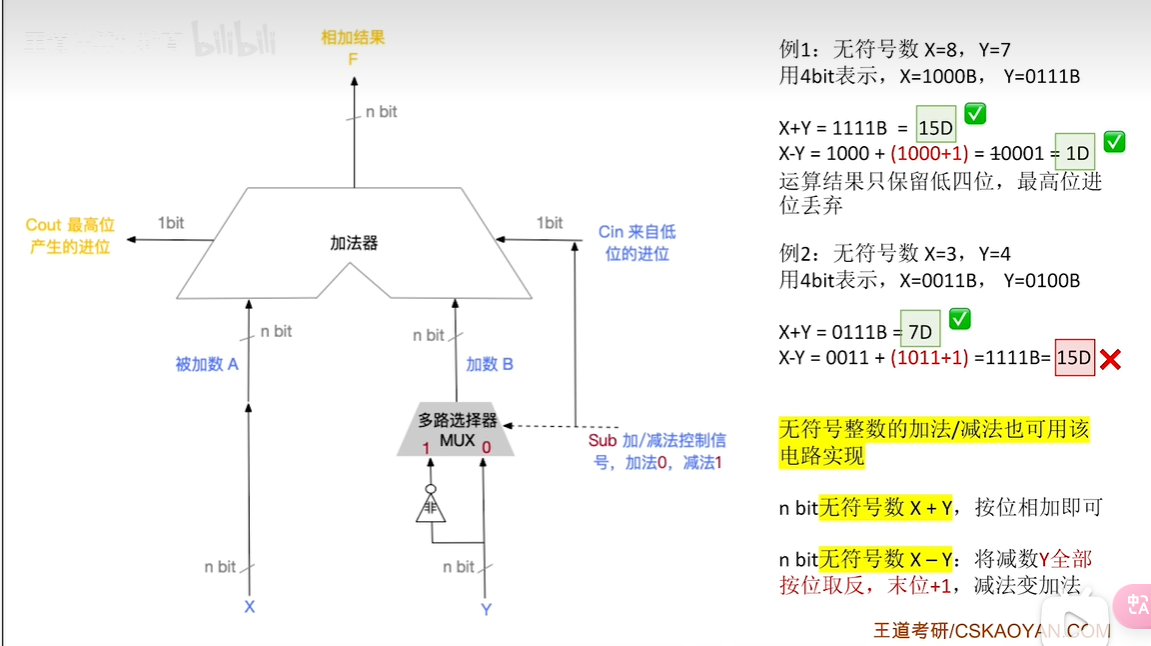 bilibili
相加结果
F
n bit
Cout 最高位
产生的进位
1bit
加法器
1bit
Cin 来自低
位的进位
n bit
被加数 A
n bit
加数 B
多路选择器
MUX
1
0
Sub 加/减法控制信
号，加法0，减法1
非
n bit
X
n bit
Y
例1：无符号数 X=8，Y=7
用4bit表示，X=1000B， Y=0111B
X+Y = 1111B = 15D
X-Y = 1000 + (1000+1) = 10001 = 1D
运算结果只保留低四位，最高位进
位丢弃
例2：无符号数 X=3，Y=4
用4bit表示，X=0011B， Y=0100B
X+Y = 0111B = 7D
X-Y = 0011 + (1011+1) =1111B= 15D
无符号整数的加法/减法也可用该
电路实现
n bit无符号数 X + Y，按位相加即可
n bit无符号数 X – Y：将减数Y全部
按位取反，末位+1，减法变加法
王道考研/CSKAOYAN.COM
中
A